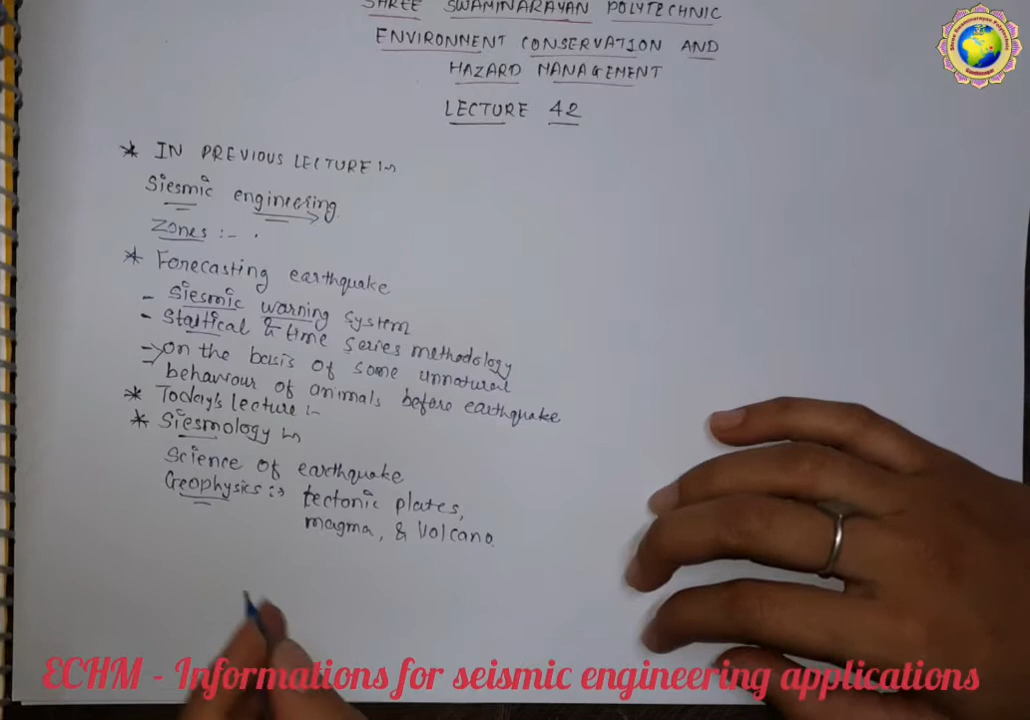 SHREE SWAMINARAYAN POLYTECHNIC
ENVIRONMENT CONSERVATION AND
HAZARD MANAGEMENT
LECTURE 42
* IN PREVIOUS LECTURE :-
Siesmic engineering
Zones :-
* Forecasting earthquake
- Siesmic warning system
- Stastical & time series methodology
→ on the basis of some unnatural
behaviour of animals before earthquake
* Today's lecture :-
* Siesmology :-
Science of earthquake
Geophysics :→ tectonic plates,
magma, & Volcano.
ECHM - Informations for seismic engineering applications